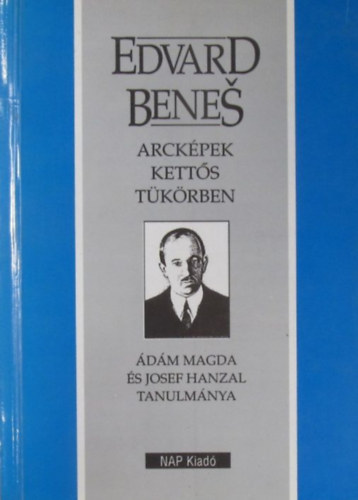 EDVARD
BENEŠ
ARCKÉPEK
KETTŐS
TÜKÖRBEN
ÁDÁM MAGDA
ÉS JOSEF HANZAL
TANULMÁNYA
NAP Kiadó